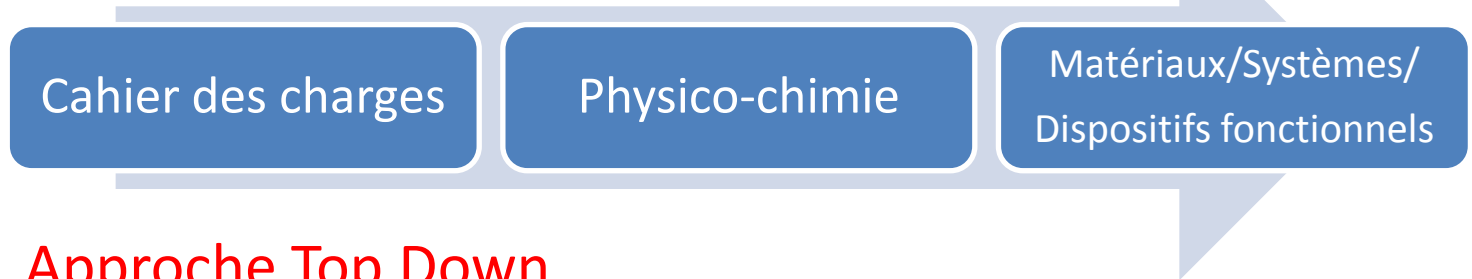 Cahier des charges
Physico-chimie
Matériaux/Systèmes/
Dispositifs fonctionnels
Approche Top Down